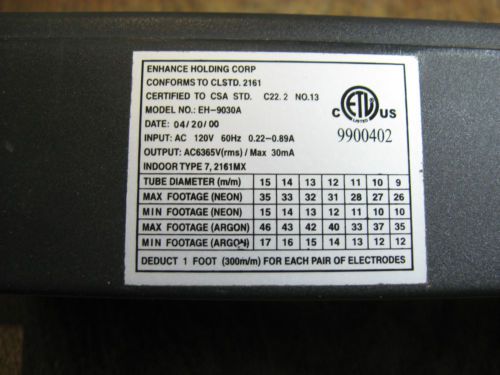 ENHANCE HOLDING CORP
CONFORMS TO CLSTD. 2161
CERTIFIED TO CSA STD. C22. 2 NO.13
MODEL NO.: EH-9030A
DATE: 04/20/00
INPUT: AC 120V 60Hz 0.22-0.89A
OUTPUT: AC6365V(rms) / Max 30mA
INDOOR TYPE 7, 2161MX
C ETL US
LISTED
9900402
TUBE DIAMETER (m/m) 15 14 13 12 11 10 9
MAX FOOTAGE (NEON) 35 33 32 31 28 27 26
MIN FOOTAGE (NEON) 15 14 13 12 11 10 10
MAX FOOTAGE (ARGON) 46 43 42 40 33 37 35
MIN FOOTAGE (ARGON) 17 16 15 14 13 12 12
DEDUCT 1 FOOT (300m/m) FOR EACH PAIR OF ELECTRODES